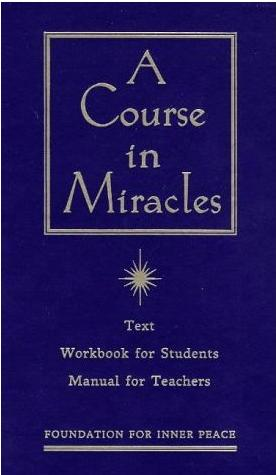 A
Course
in
Miracles
Text
Workbook for Students
Manual for Teachers
FOUNDATION FOR INNER PEACE